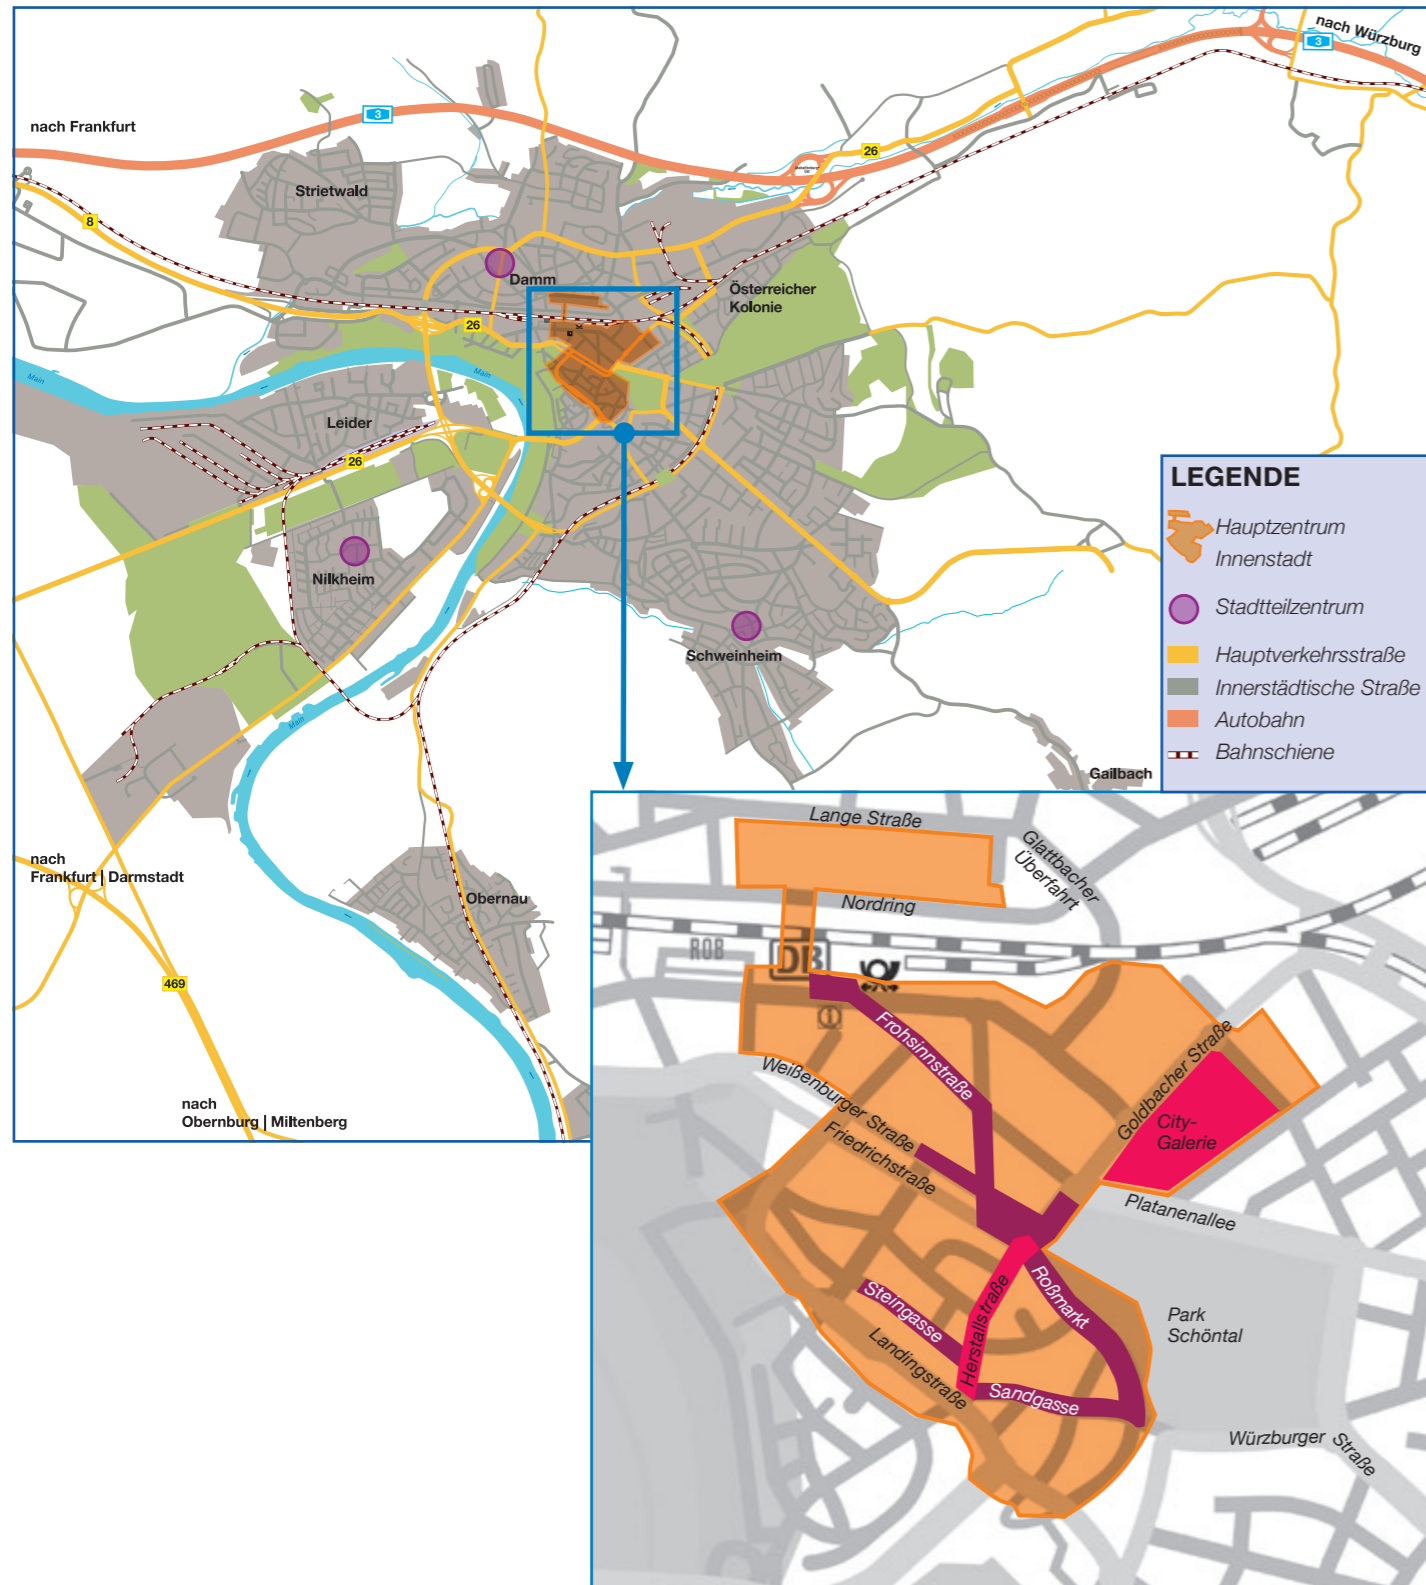 nach Würzburg
3
nach Frankfurt
3
26
Strietwald
8
Damm
Österreicher
Kolonie
26
Main
Main
Leider
26
LEGENDE
Hauptzentrum
Innenstadt
Stadtteilzentrum
Hauptverkehrsstraße
Innerstädtische Straße
Autobahn
Bahnschiene
Nilkheim
Schweinheim
Main
Gailbach
nach
Frankfurt | Darmstadt
Obernau
469
nach
Obernburg | Miltenberg
Lange Straße
Glattbacher
Überfahrt
Nordring
ROB
DB
i
Frohsinnstraße
Weißenburger Straße
Goldbacher Straße
City-
Galerie
Friedrichstraße
Platanenallee
Roßmarkt
Herstallstraße
Steingasse
Park
Schöntal
Landingstraße
Sandgasse
Würzburger Straße